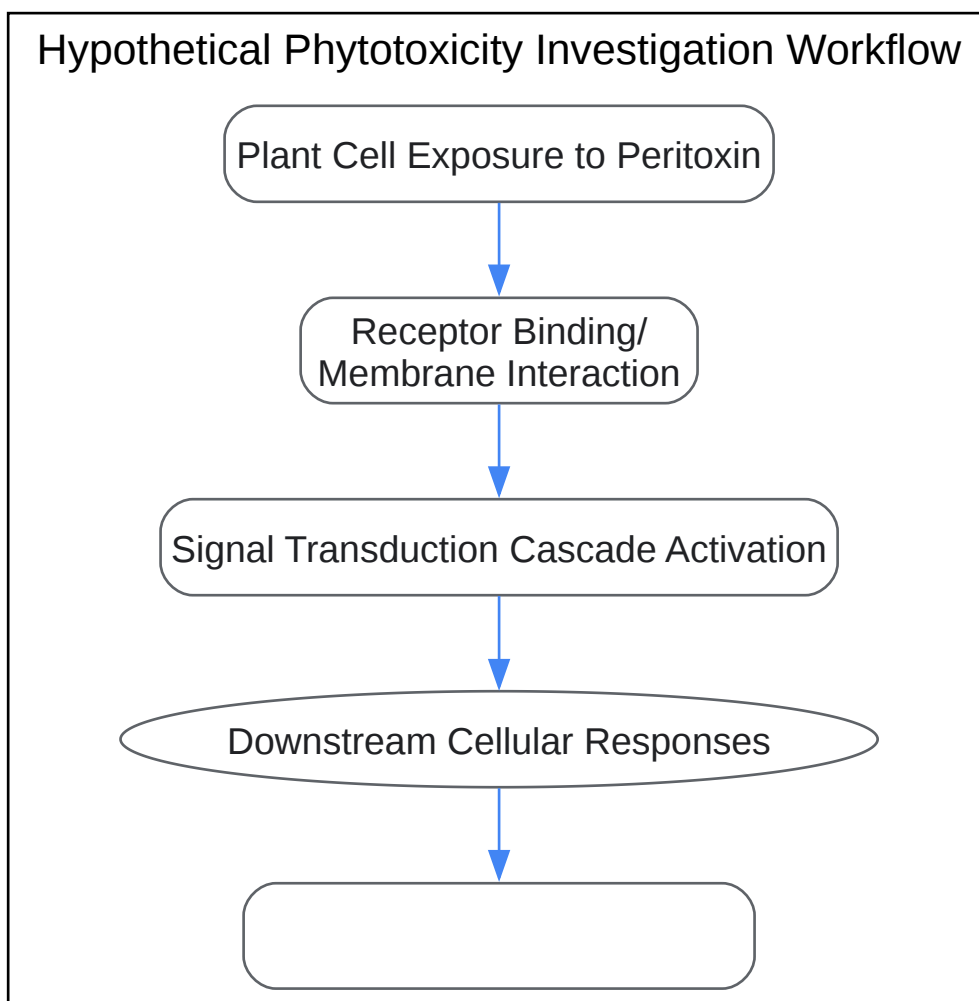 Hypothetical Phytotoxicity Investigation Workflow
Plant Cell Exposure to Peritoxin
Receptor Binding/
Membrane Interaction
Signal Transduction Cascade Activation
Downstream Cellular Responses